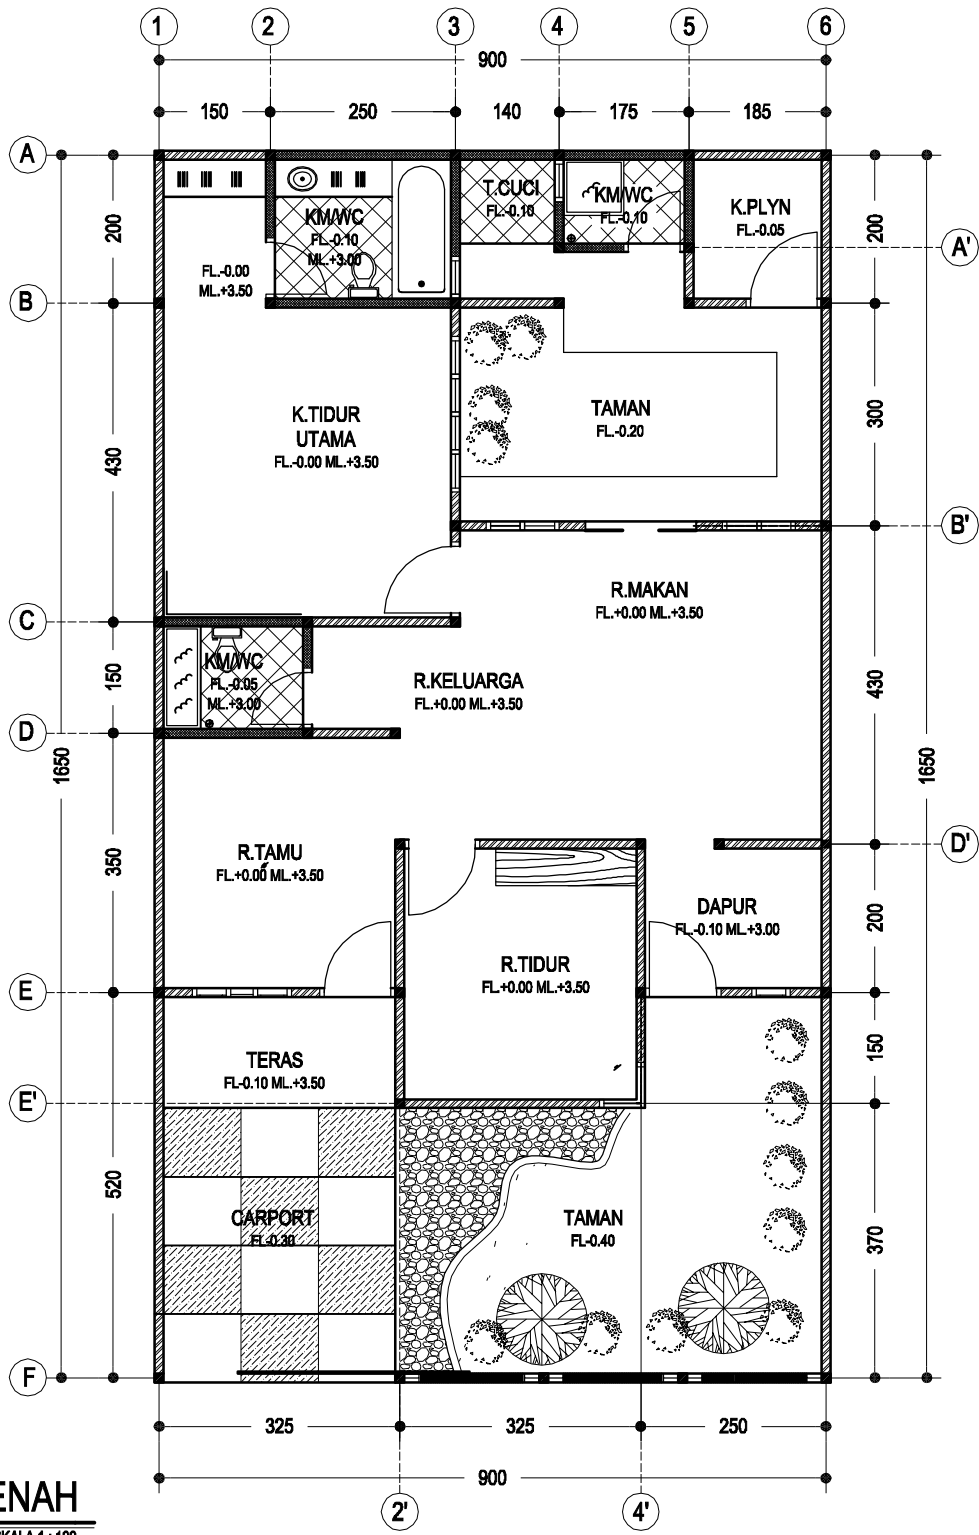 1 2 3 4 5 6
900
150 250 140 175 185
A
200
T.CUCI
FL.-0.10
KM/WC
FL.-0.10
KM/WC
FL.-0.10
ML.+3.00
K.PLYN
FL.-0.05
200
A'
FL.-0.00
ML.+3.50
B
K.TIDUR
UTAMA
FL.-0.00 ML.+3.50
TAMAN
FL.-0.20
300
430
B'
R.MAKAN
FL.+0.00 ML.+3.50
C
KM/WC
FL.-0.05
ML.+3.00
150
R.KELUARGA
FL.+0.00 ML.+3.50
430
D
1650
1650
R.TAMU
FL.+0.00 ML.+3.50
350
D'
DAPUR
FL.-0.10 ML.+3.00
200
R.TIDUR
FL.+0.00 ML.+3.50
E
TERAS
FL-0.10 ML.+3.50
150
E'
520
CARPORT
FL-0.30
TAMAN
FL-0.40
370
F
325 325 250
900
2' 4'
ENAH
KALA 1 : 100